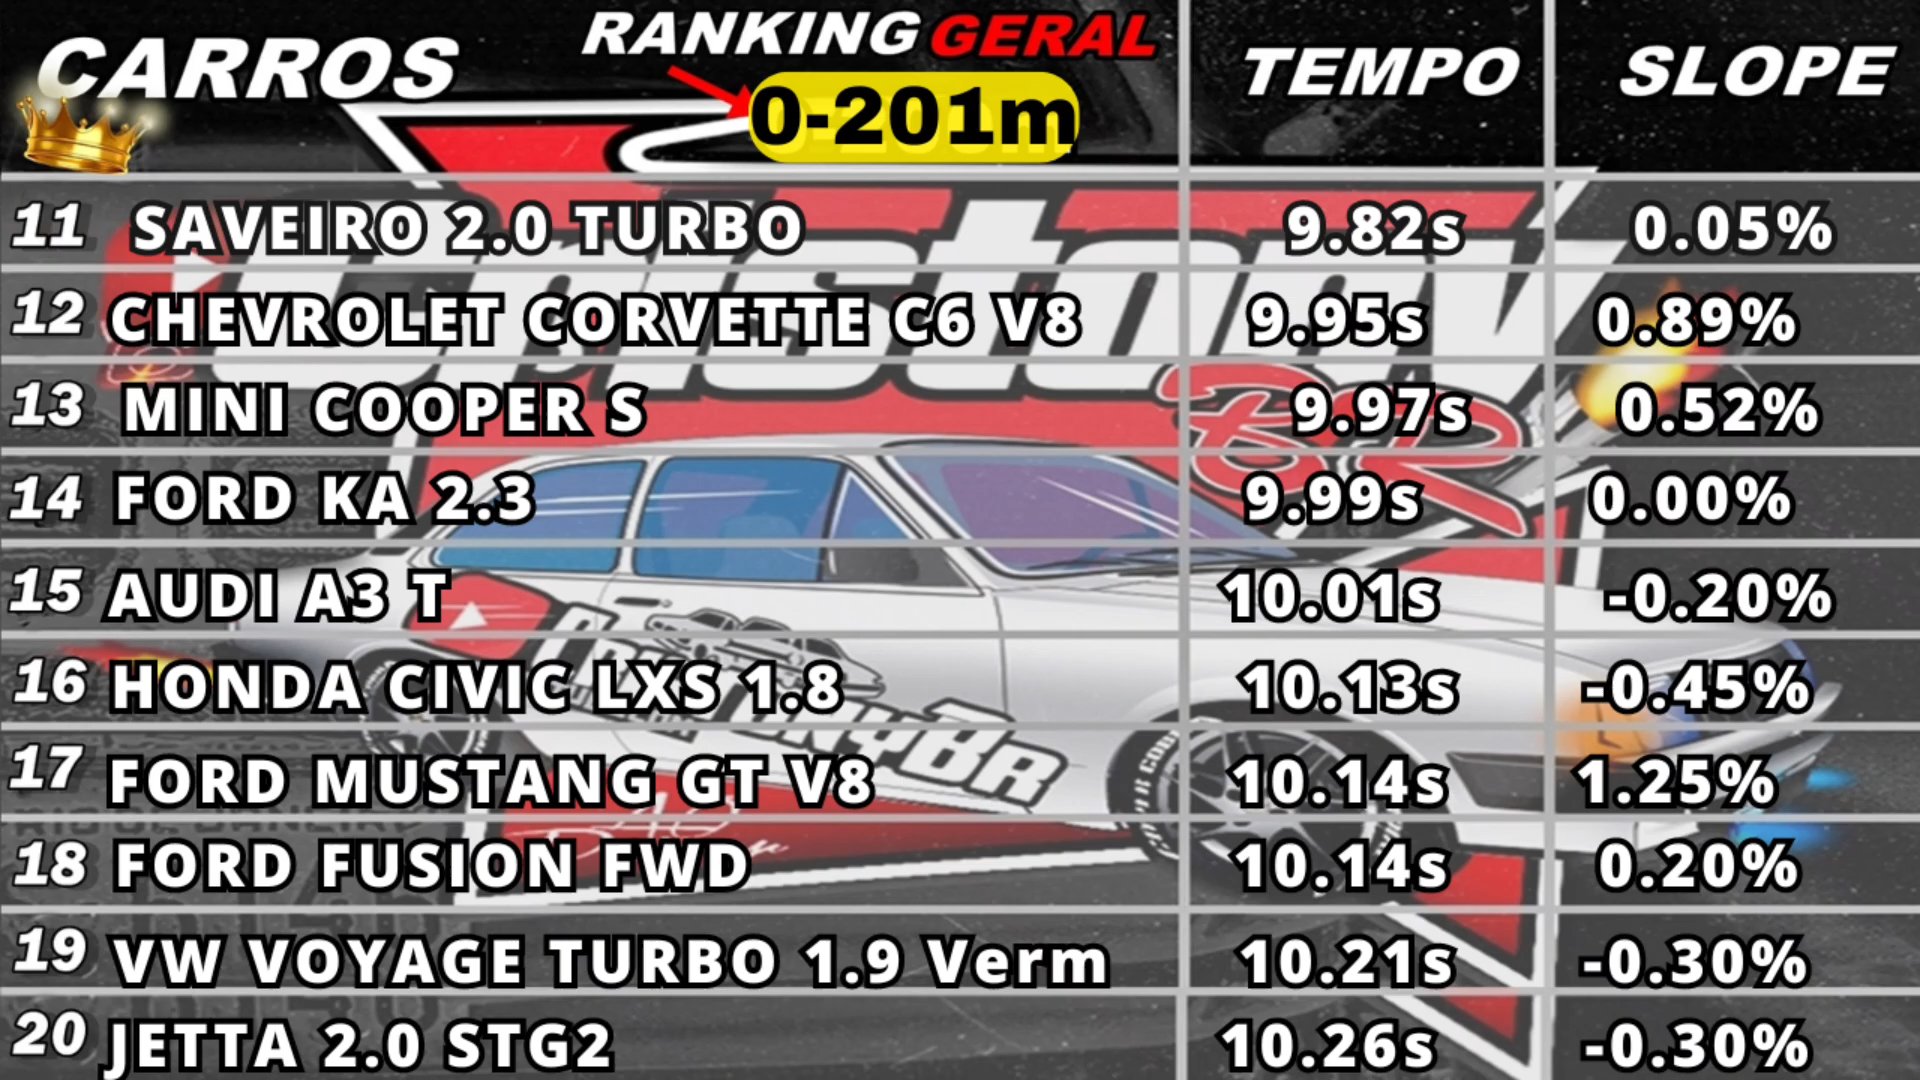 CARROS
RANKING GERAL
0-201m
TEMPO
SLOPE
11 SAVEIRO 2.0 TURBO 9.82s 0.05%
12 CHEVROLET CORVETTE C6 V8 9.95s 0.89%
13 MINI COOPER S 9.97s 0.52%
14 FORD KA 2.3 9.99s 0.00%
15 AUDI A3 T 10.01s -0.20%
16 HONDA CIVIC LXS 1.8 10.13s -0.45%
17 FORD MUSTANG GT V8 10.14s 1.25%
18 FORD FUSION FWD 10.14s 0.20%
19 VW VOYAGE TURBO 1.9 Verm 10.21s -0.30%
20 JETTA 2.0 STG2 10.26s -0.30%